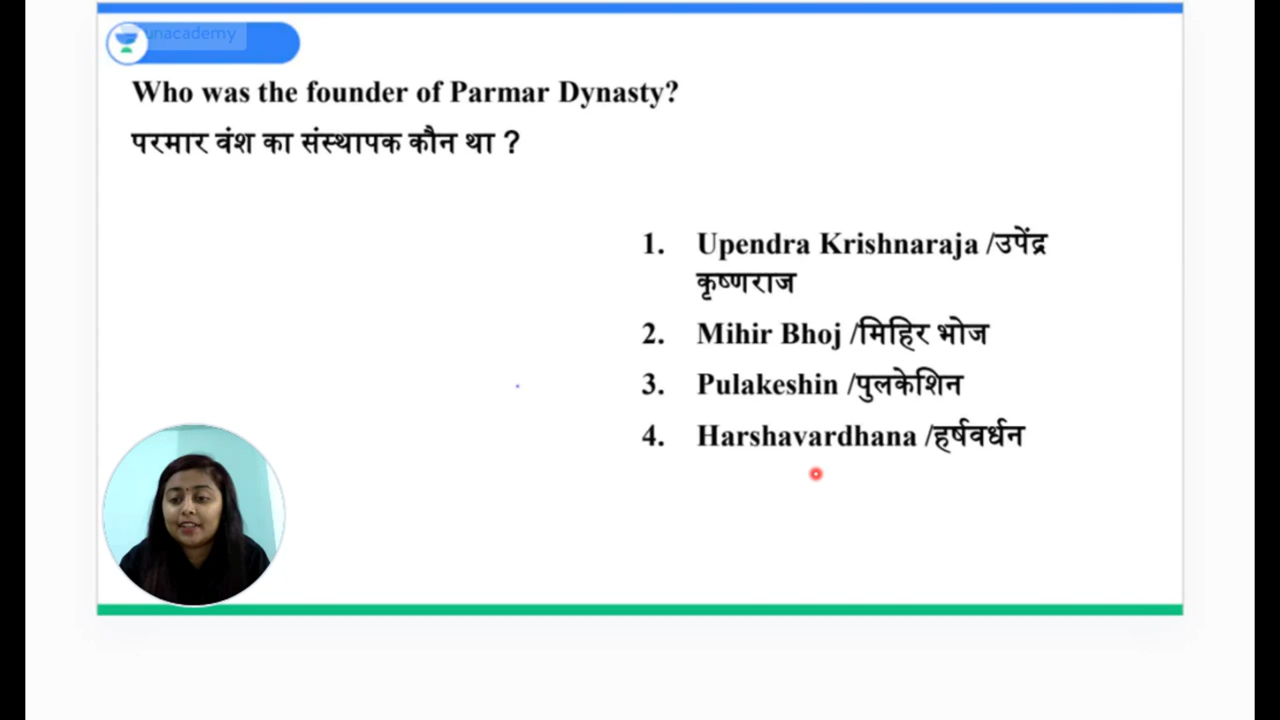 unacademy
Who was the founder of Parmar Dynasty?
परमार वंश का संस्थापक कौन था ?
1. Upendra Krishnaraja /उपेंद्र
कृष्णराज
2. Mihir Bhoj /मिहिर भोज
3. Pulakeshin /पुलकेशिन
4. Harshavardhana /हर्षवर्धन